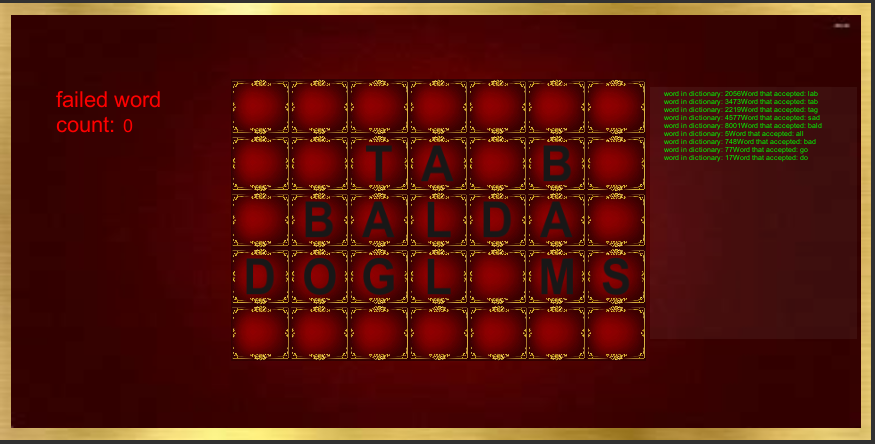 failed word
count: 0
T A B
B A L D A
D O G L M S
word in dictionary: 2056Word that accepted: lab
word in dictionary: 3473Word that accepted: tab
word in dictionary: 2219Word that accepted: tag
word in dictionary: 4577Word that accepted: sad
word in dictionary: 8001Word that accepted: bald
word in dictionary: 5Word that accepted: all
word in dictionary: 748Word that accepted: bad
word in dictionary: 77Word that accepted: go
word in dictionary: 17Word that accepted: do